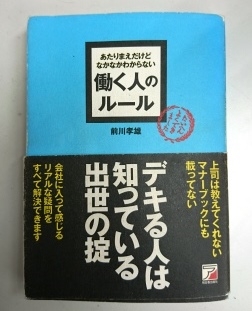 あたりまえだけど
なかなかわからない
働く人の
ルール
前川孝雄
上司は教えてくれない
マナーブックにも
載ってない
デキる人は
知っている
出世の掟
会社に入って感じる
リアルな疑問を
すべて解決できます